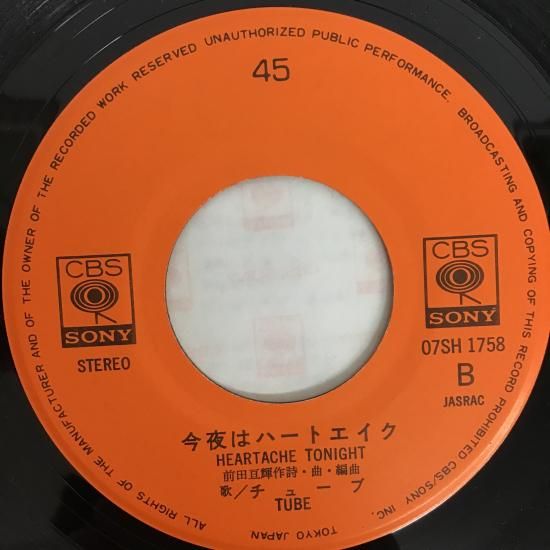 ALL RIGHTS OF THE MANUFACTURER AND OF THE OWNER OF THE RECORDED WORK RESERVED UNAUTHORIZED PUBLIC PERFORMANCE. BROADCASTING AND COPYING OF THIS RECORD PROHIBITED CBS/SONY INC. TOKYO JAPAN
45
CBS
SONY
STEREO
CBS
SONY
07SH 1758
B
JASRAC
今夜はハートエイク
HEARTACHE TONIGHT
前田亘輝作詩・曲・編曲
歌/チューブ
TUBE